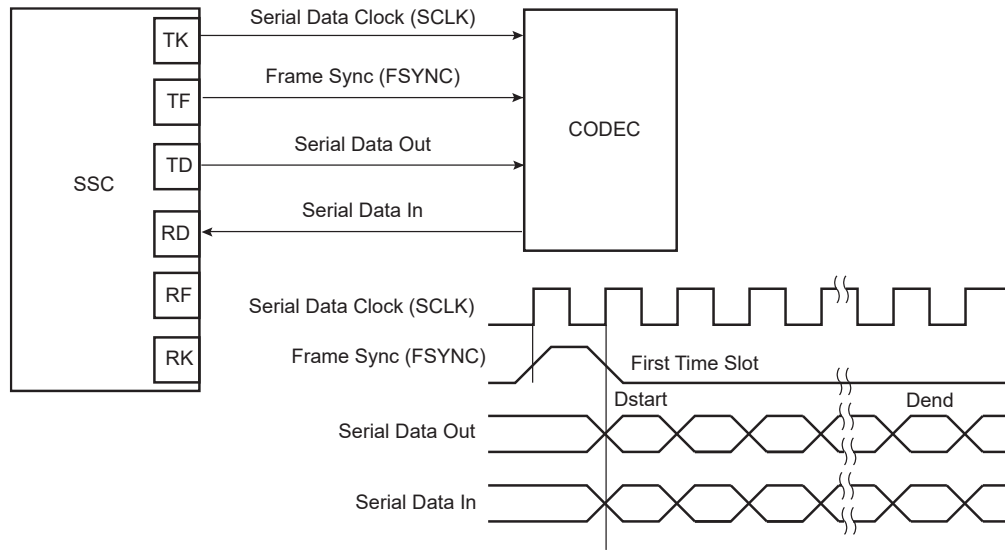 Serial Data Clock (SCLK)
TK
Frame Sync (FSYNC)
TF
CODEC
Serial Data Out
TD
SSC
Serial Data In
RD
RF
Serial Data Clock (SCLK)
RK
Frame Sync (FSYNC)
First Time Slot
Dstart
Dend
Serial Data Out
Serial Data In